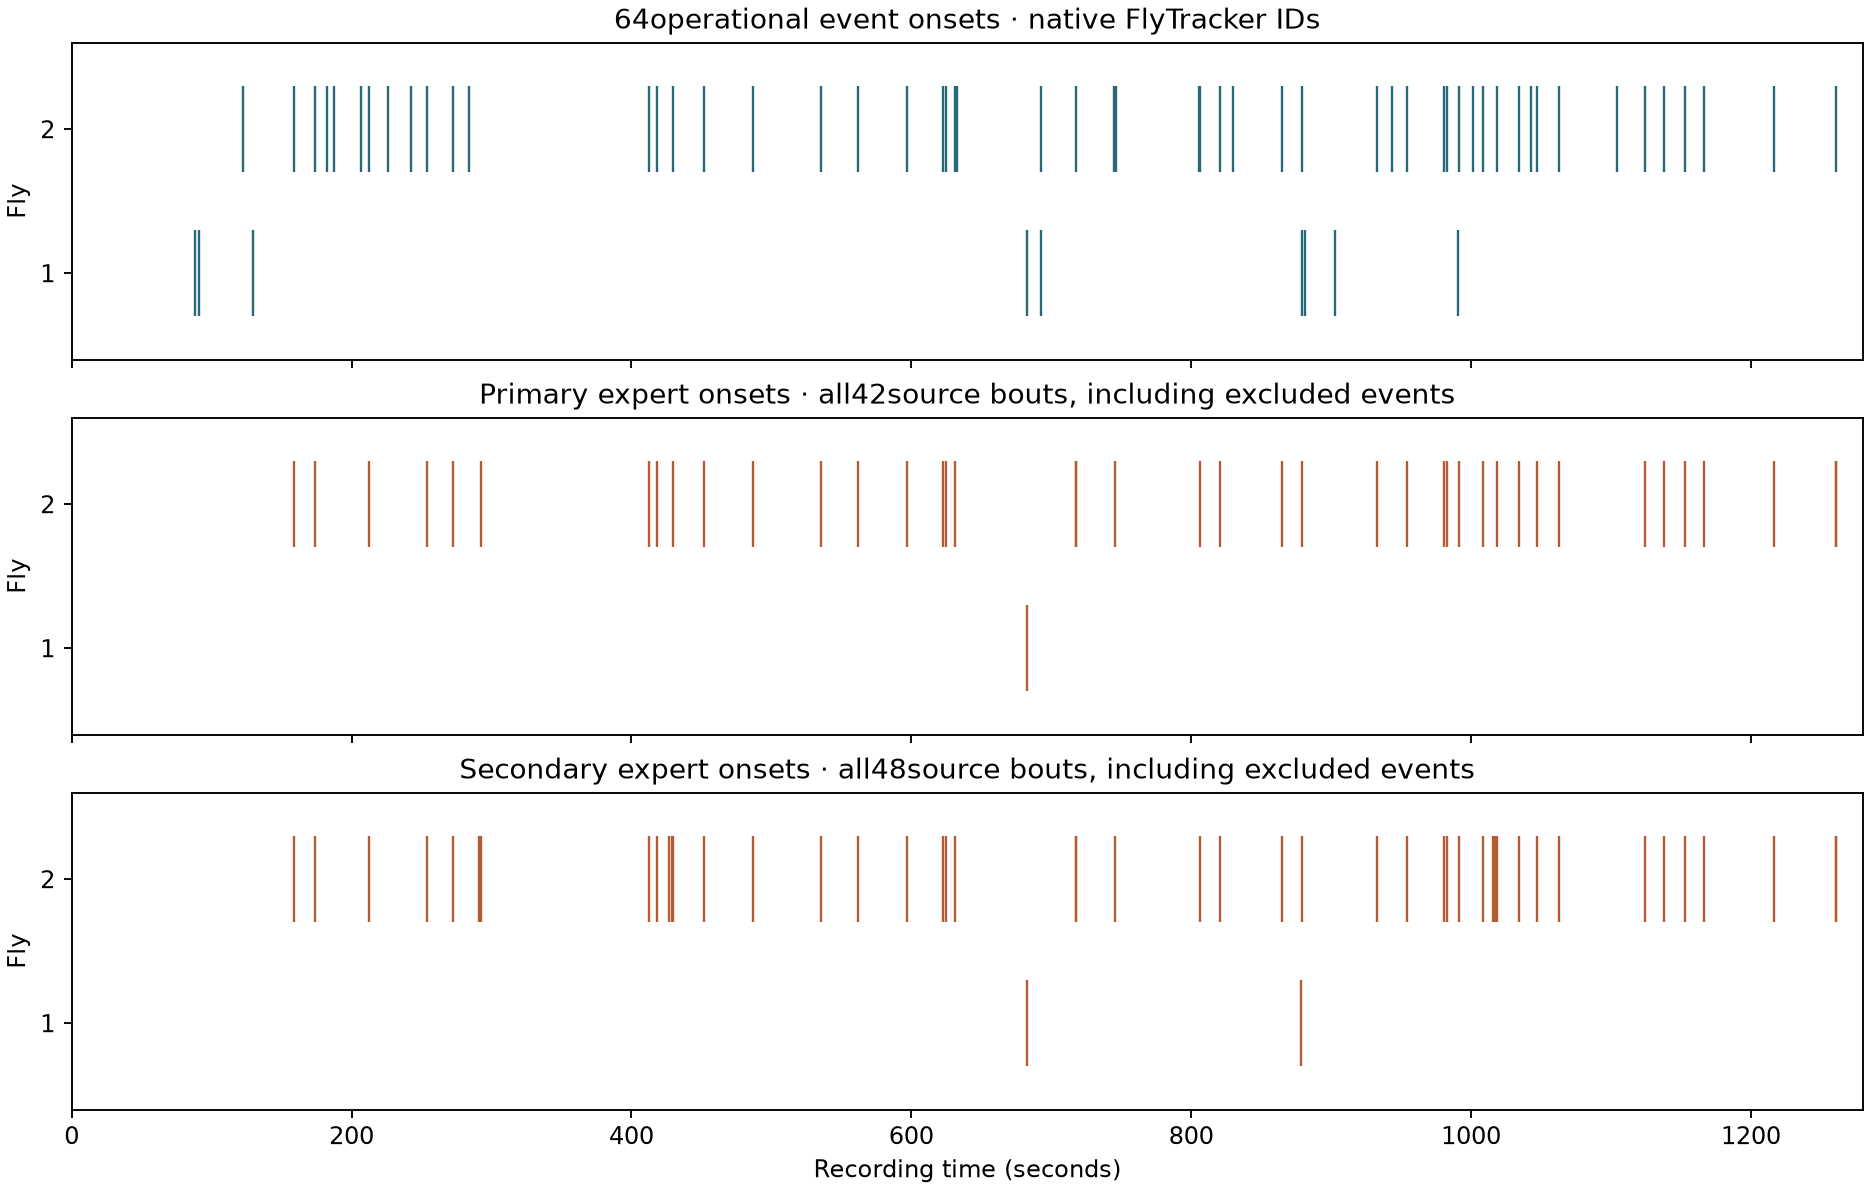 64operational event onsets · native FlyTracker IDs
Fly
2
1
Primary expert onsets · all42source bouts, including excluded events
Fly
2
1
Secondary expert onsets · all48source bouts, including excluded events
Fly
2
1
0 200 400 600 800 1000 1200
Recording time (seconds)